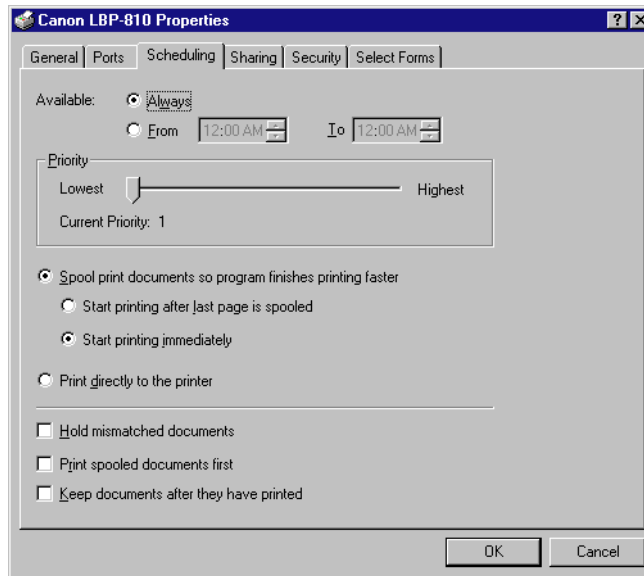 Canon LBP-810 Properties
General Ports Scheduling Sharing Security Select Forms
Available: Always
From 12:00 AM To 12:00 AM
Priority
Lowest Highest
Current Priority: 1
Spool print documents so program finishes printing faster
Start printing after last page is spooled
Start printing immediately
Print directly to the printer
Hold mismatched documents
Print spooled documents first
Keep documents after they have printed
OK Cancel